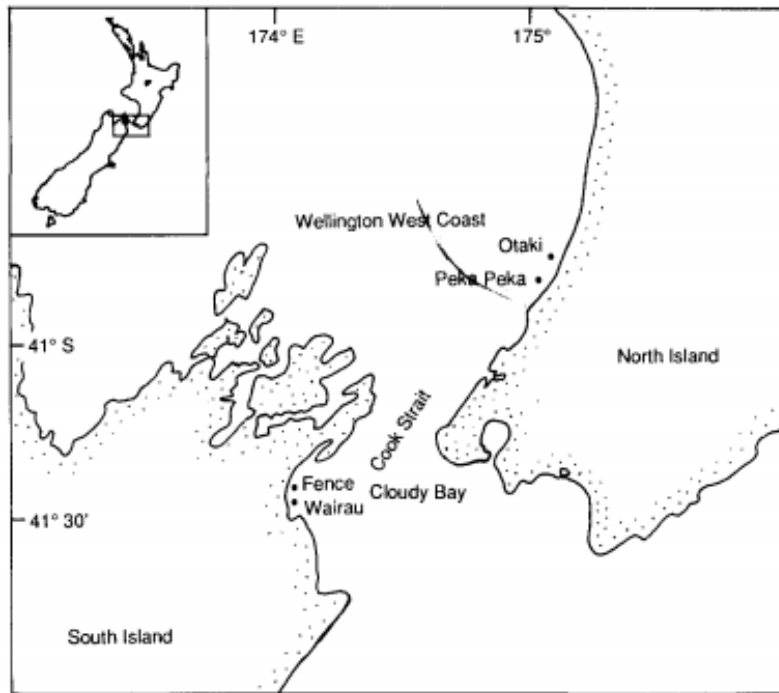 174° E
175°
Wellington West Coast
Otaki
Peka Peka
41° S
North Island
Cook Strait
Fence
Cloudy Bay
Wairau
41° 30'
South Island